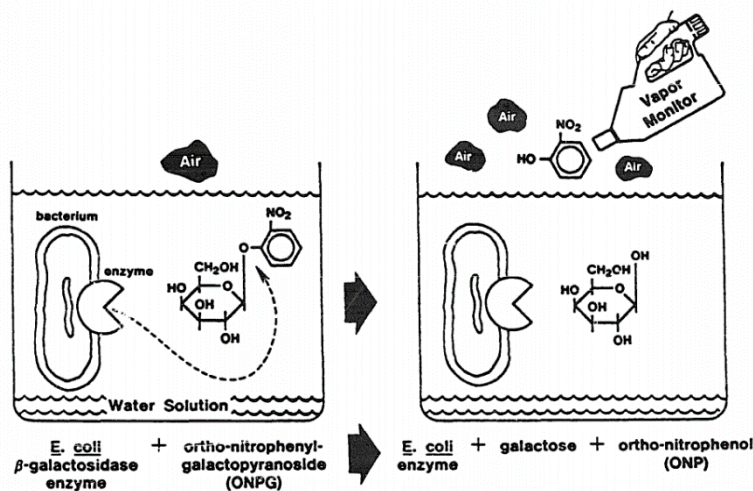 Air
bacterium
enzyme
NO₂
O
CH₂OH
O
HO
OH
OH
Water Solution
E. coli + ortho-nitrophenyl-
β-galactosidase galactopyranoside
enzyme (ONPG)
Vapor
Monitor
Air
NO₂
HO
Air
Air
OH
CH₂OH
O
HO
OH
OH
E. coli + galactose + ortho-nitrophenol
enzyme (ONP)